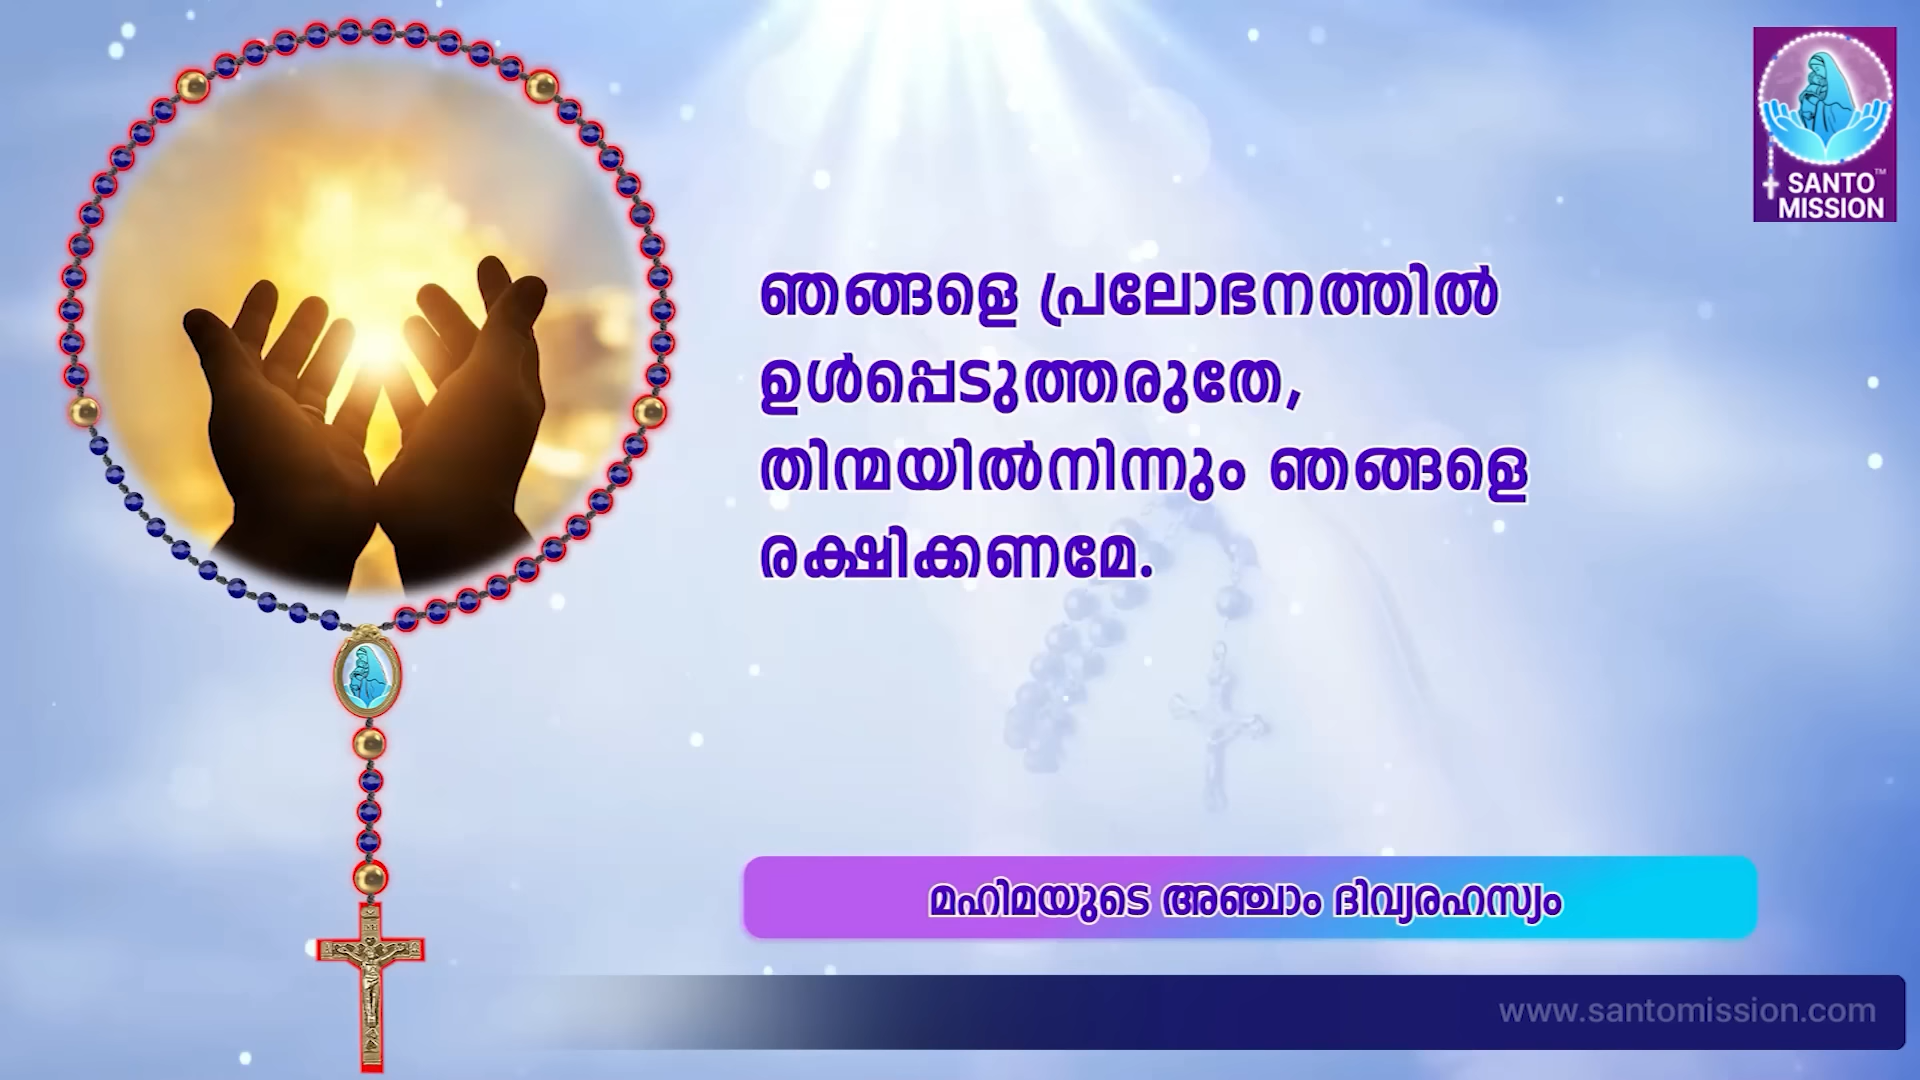 SANTO™
MISSION
ഞങ്ങളെ പ്രലോഭനത്തിൽ
ഉൾപ്പെടുത്തരുതേ,
തിന്മയിൽനിന്നും ഞങ്ങളെ
രക്ഷിക്കണമേ.
മഹിമയുടെ അഞ്ചാം ദിവ്യരഹസ്യം
www.santomission.com